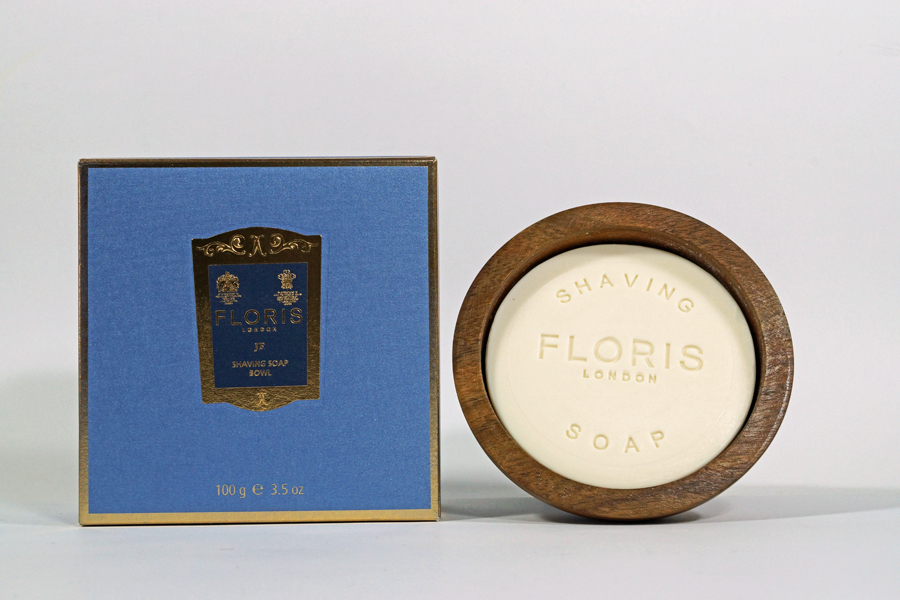 FLORIS
LONDON
JF
SHAVING SOAP
BOWL
100 g ℮ 3.5 oz
SHAVING
FLORIS
LONDON
SOAP